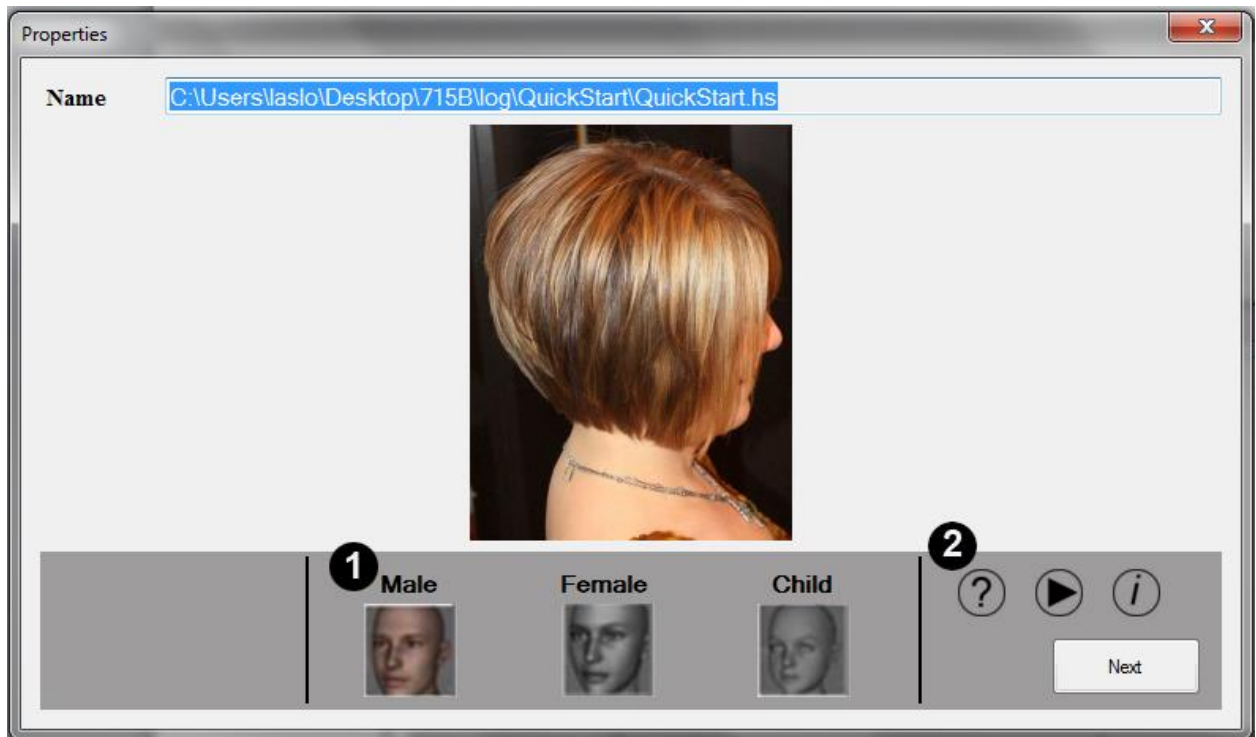 Properties
X
Name C:\Users\laslo\Desktop\715B\log\QuickStart\QuickStart.hs
1 Male Female Child 2
? i
Next